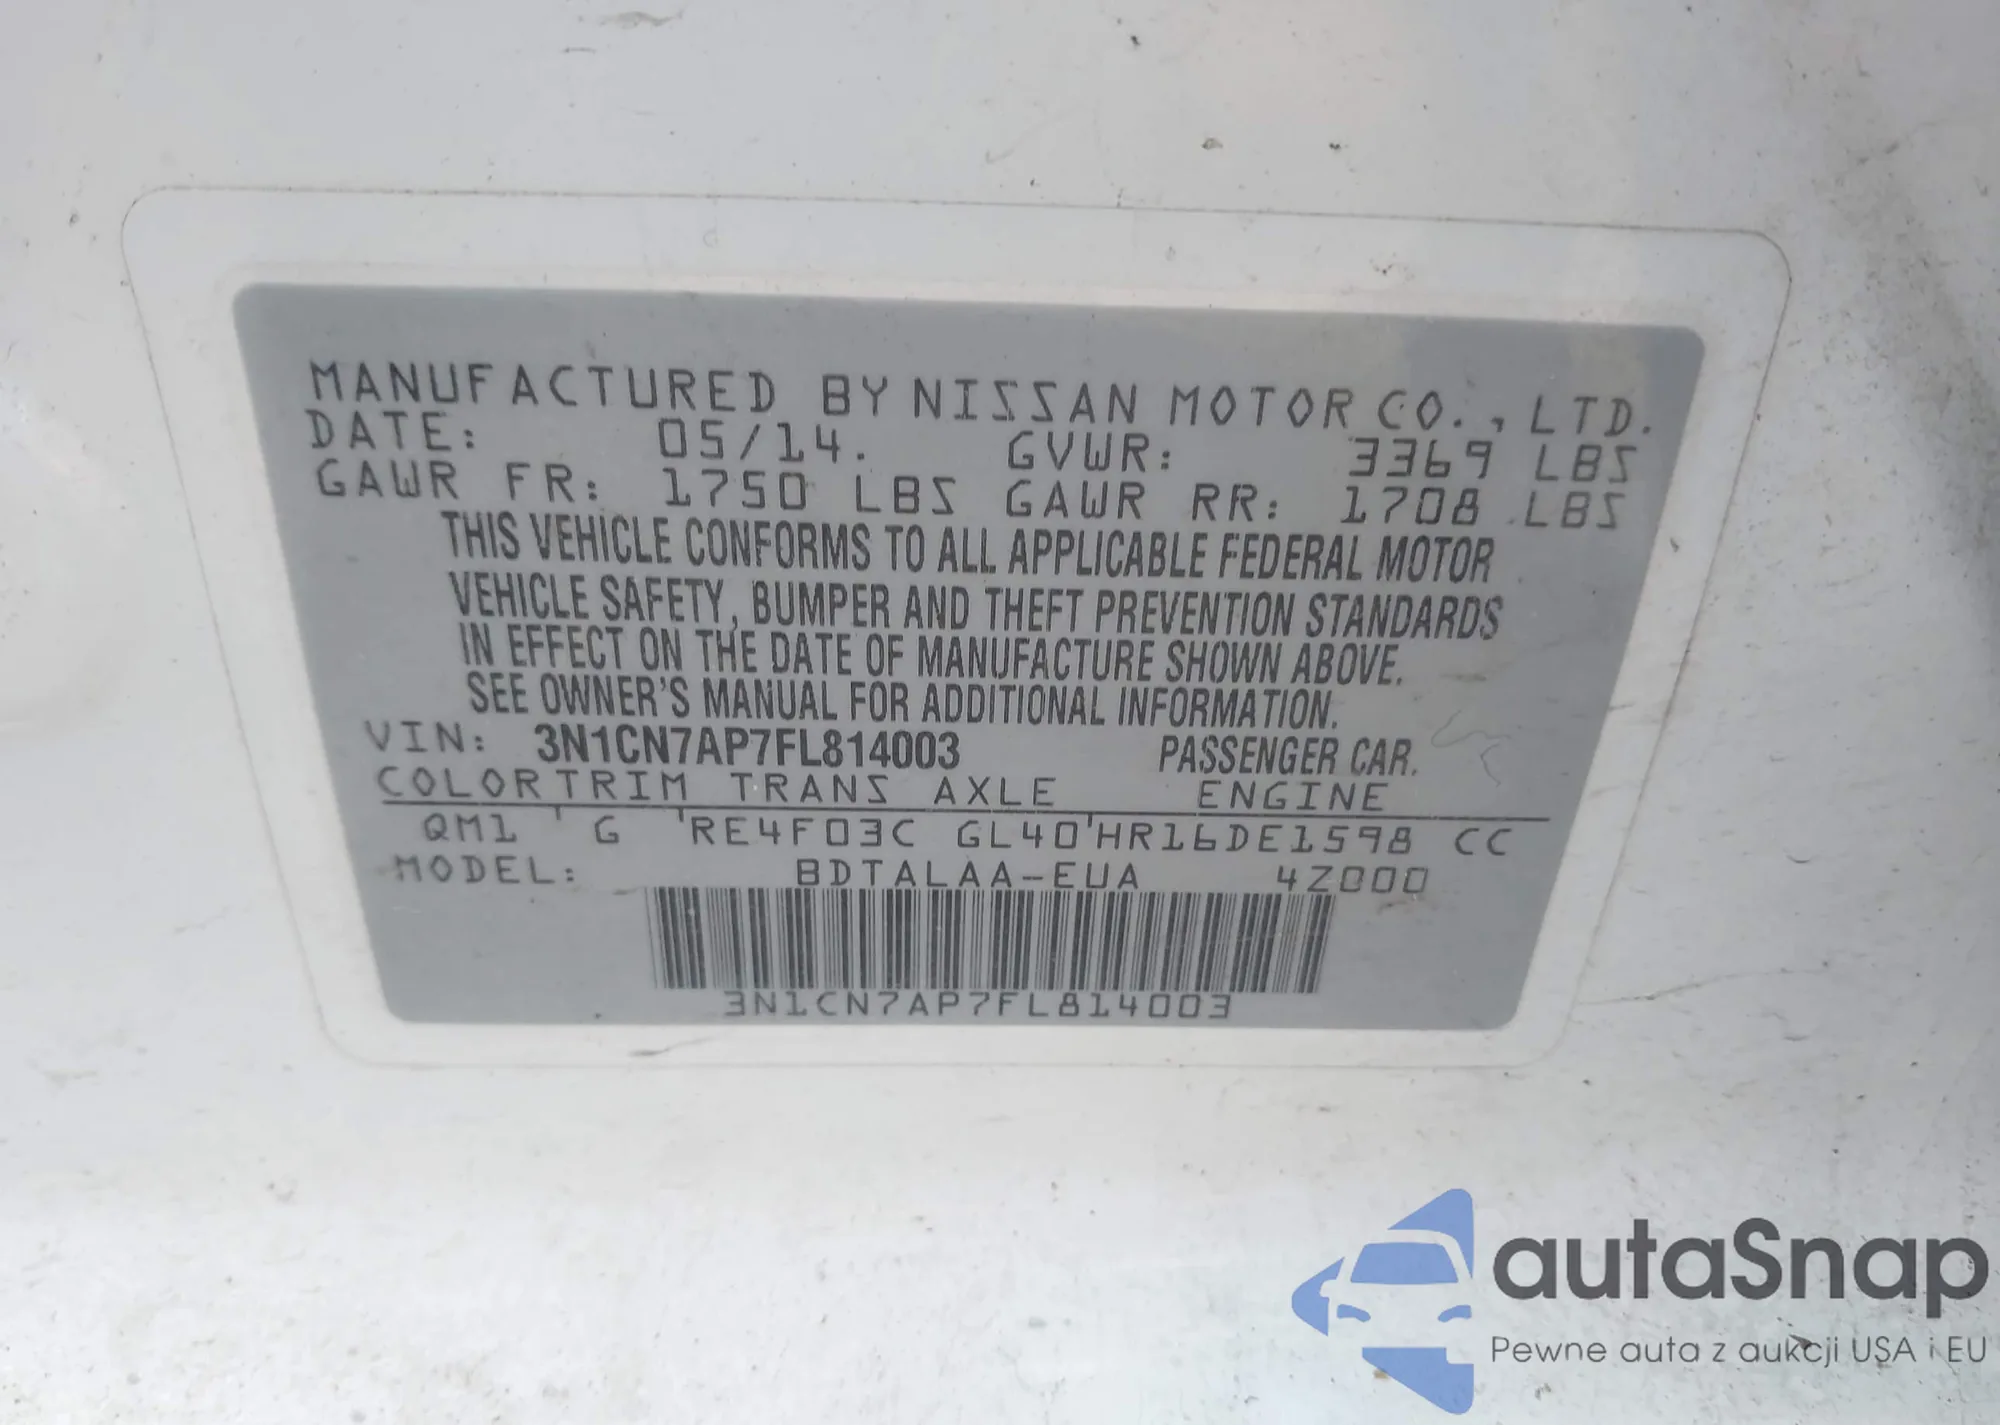 MANUFACTURED BY NISSAN MOTOR CO., LTD.
DATE: 05/14. GVWR: 3369 LBS
GAWR FR: 1750 LBS GAWR RR: 1708 LBS
THIS VEHICLE CONFORMS TO ALL APPLICABLE FEDERAL MOTOR
VEHICLE SAFETY, BUMPER AND THEFT PREVENTION STANDARDS
IN EFFECT ON THE DATE OF MANUFACTURE SHOWN ABOVE.
SEE OWNER'S MANUAL FOR ADDITIONAL INFORMATION.
VIN: 3N1CN7AP7FL814003 PASSENGER CAR.
COLOR TRIM TRANS AXLE ENGINE
QM1 G RE4F03C GL40 HR16DE1598 CC
MODEL: BDTALAA-EUA 4Z000
3N1CN7AP7FL814003
autaSnap
Pewne auta z aukcji USA i EU